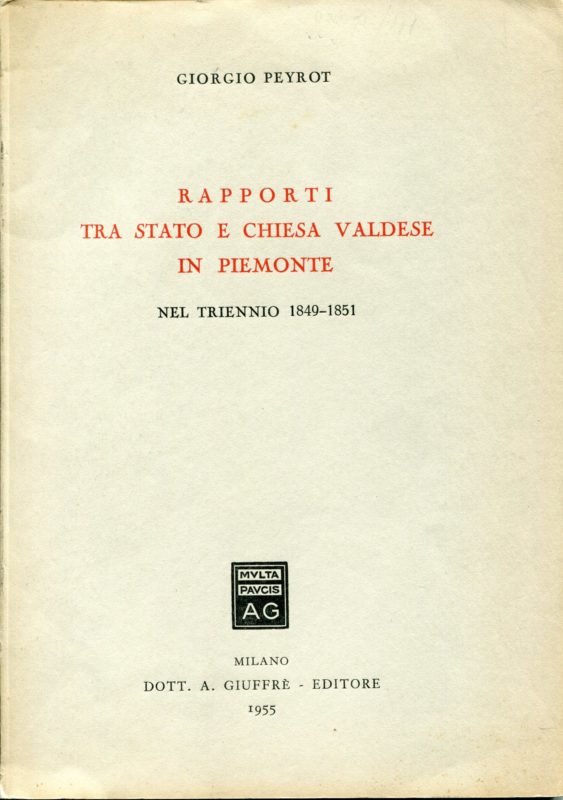 GIORGIO PEYROT
RAPPORTI
TRA STATO E CHIESA VALDESE
IN PIEMONTE
NEL TRIENNIO 1849-1851
MVLTA
PAVCIS
AG
MILANO
DOTT. A. GIUFFRÈ - EDITORE
1955